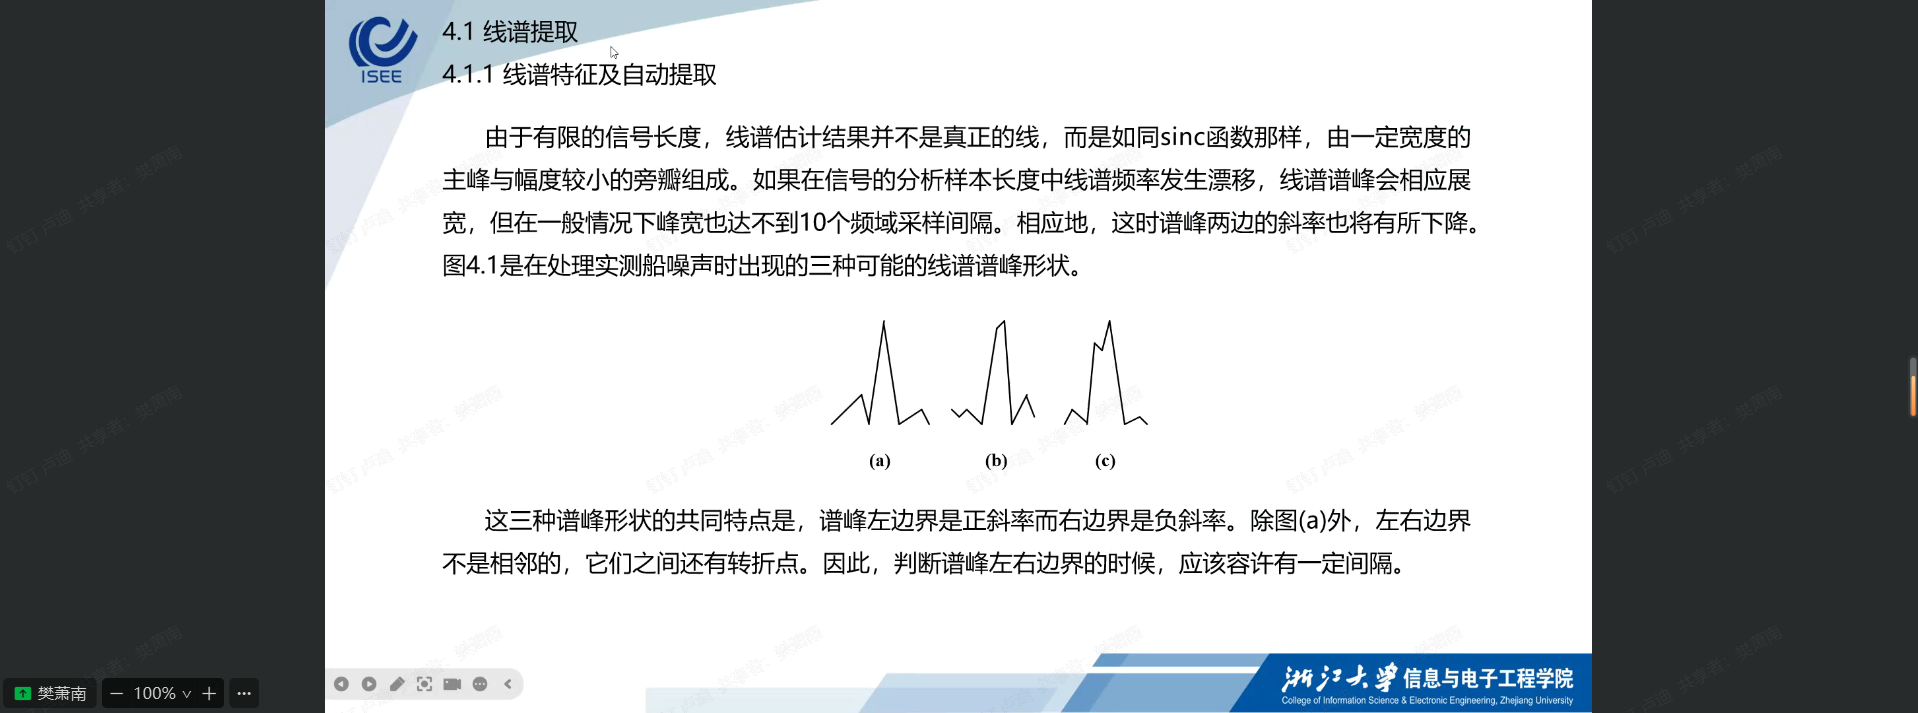 4.1 线谱提取
ISEE
4.1.1 线谱特征及自动提取
由于有限的信号长度，线谱估计结果并不是真正的线，而是如同sinc函数那样，由一定宽度的
主峰与幅度较小的旁瓣组成。如果在信号的分析样本长度中线谱频率发生漂移，线谱谱峰会相应展
宽，但在一般情况下峰宽也达不到10个频域采样间隔。相应地，这时谱峰两边的斜率也将有所下降。
图4.1是在处理实测船噪声时出现的三种可能的线谱谱峰形状。
(a) (b) (c)
这三种谱峰形状的共同特点是，谱峰左边界是正斜率而右边界是负斜率。除图(a)外，左右边界
不是相邻的，它们之间还有转折点。因此，判断谱峰左右边界的时候，应该容许有一定间隔。
浙江大学 信息与电子工程学院
College of Information Science & Electronic Engineering, Zhejiang University
樊萧南 100%
钉钉 卢迪 共享者：樊萧南